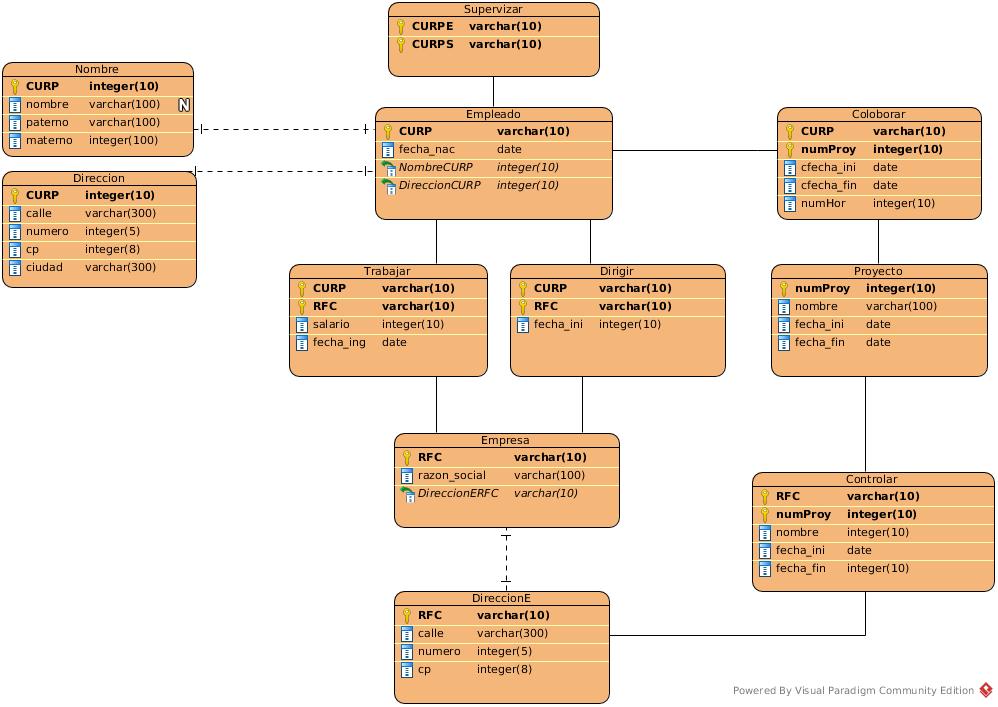 Supervizar
CURPE varchar(10)
CURPS varchar(10)
Nombre
CURP integer(10)
nombre varchar(100) N
paterno varchar(100)
materno integer(100)
Empleado
CURP varchar(10)
fecha_nac date
NombreCURP integer(10)
DireccionCURP integer(10)
Coloborar
CURP varchar(10)
numProy integer(10)
cfecha_ini date
cfecha_fin date
numHor integer(10)
Direccion
CURP integer(10)
calle varchar(300)
numero integer(5)
cp integer(8)
ciudad varchar(300)
Trabajar
CURP varchar(10)
RFC varchar(10)
salario integer(10)
fecha_ing date
Dirigir
CURP varchar(10)
RFC varchar(10)
fecha_ini integer(10)
Proyecto
numProy integer(10)
nombre varchar(100)
fecha_ini date
fecha_fin date
Empresa
RFC varchar(10)
razon_social varchar(100)
DireccionERFC varchar(10)
Controlar
RFC varchar(10)
numProy integer(10)
nombre integer(10)
fecha_ini date
fecha_fin integer(10)
DireccionE
RFC varchar(10)
calle varchar(300)
numero integer(5)
cp integer(8)
Powered By Visual Paradigm Community Edition